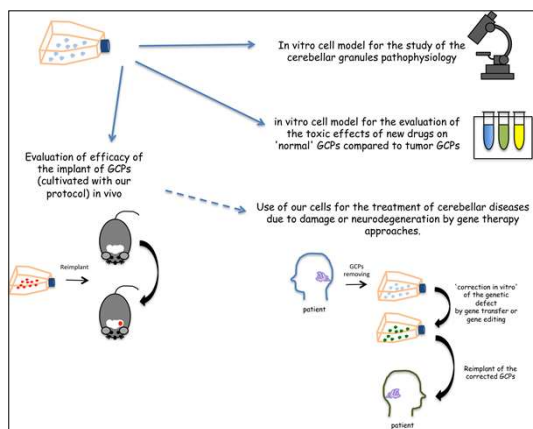 In vitro cell model for the study of the
cerebellar granules pathophysiology
in vitro cell model for the evaluation of
the toxic effects of new drugs on
'normal' GCPs compared to tumor GCPs
Evaluation of efficacy of
the implant of GCPs
(cultivated with our
protocol) in vivo
Use of our cells for the treatment of cerebellar diseases
due to damage or neurodegeneration by gene therapy
approaches.
Reimplant
GCPs
removing
patient
'correction in vitro'
of the genetic
defect
by gene transfer or
gene editing
Reimplant of the
corrected GCPs
patient